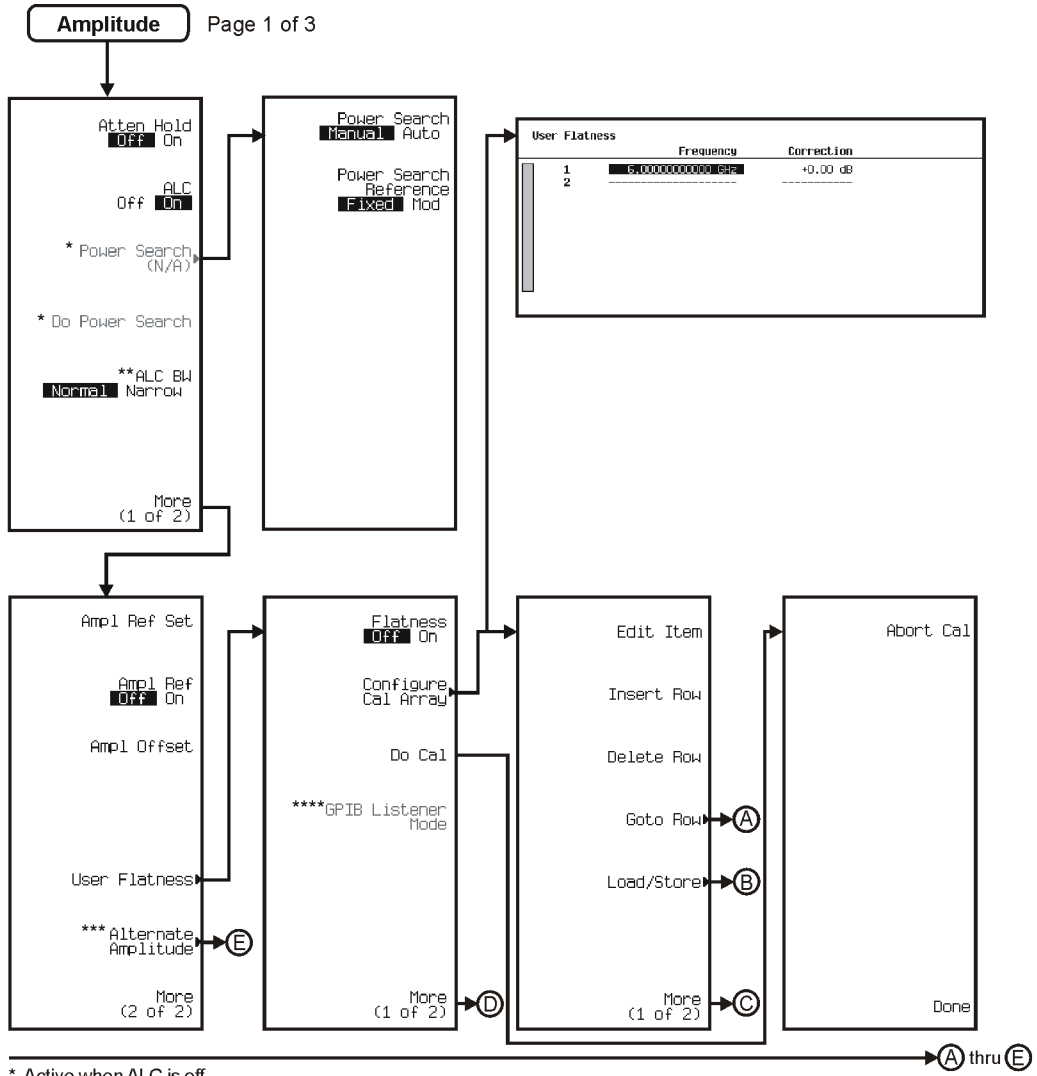 Amplitude Page 1 of 3
Atten Hold
Off On
ALC
Off On
* Power Search
(N/A)
* Do Power Search
**ALC BW
Normal Narrow
More
(1 of 2)
Power Search
Manual Auto
Power Search
Reference
Fixed Mod
User Flatness
Frequency Correction
1 6.00000000000 GHz +0.00 dB
2 -------------------- -----------
Ampl Ref Set
Ampl Ref
Off On
Ampl Offset
User Flatness
***Alternate
Amplitude
E
More
(2 of 2)
Flatness
Off On
Configure
Cal Array
Do Cal
****GPIB Listener
Mode
More
(1 of 2)
D
Edit Item
Insert Row
Delete Row
Goto Row
A
Load/Store
B
More
(1 of 2)
C
Abort Cal
Done
A thru E
* Active when ALC is off